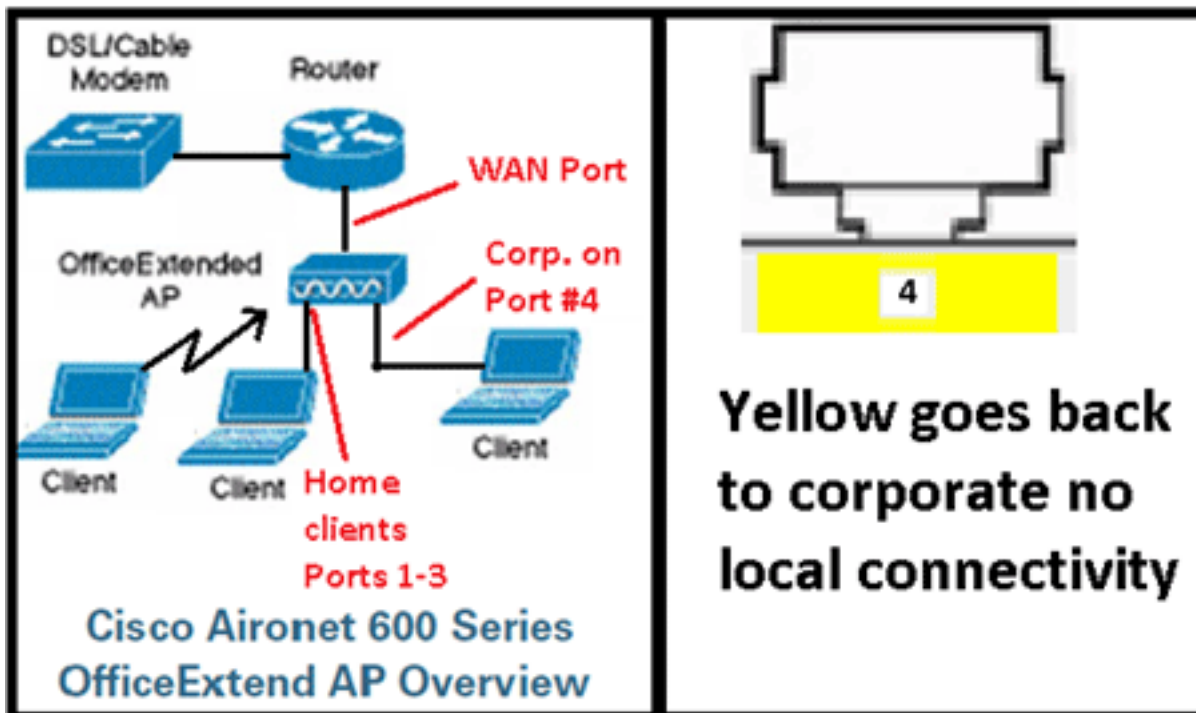 DSL/Cable
Modem
Router
WAN Port
OfficeExtended
AP
Corp. on
Port #4
Client
Client
Client
Home
clients
Ports 1-3
Cisco Aironet 600 Series
OfficeExtend AP Overview
4
Yellow goes back
to corporate no
local connectivity